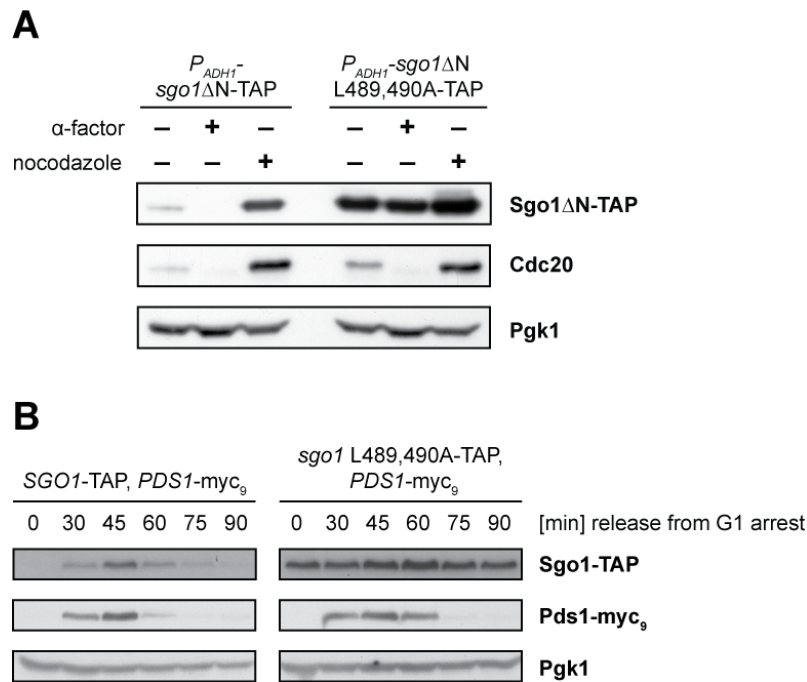 A
P_ADH1- P_ADH1-sgo1ΔN
sgo1ΔN-TAP L489,490A-TAP
α-factor – + – – + –
nocodazole – – + – – +
Sgo1ΔN-TAP
Cdc20
Pgk1
B
sgo1 L489,490A-TAP,
SGO1-TAP, PDS1-myc₉ PDS1-myc₉
0 30 45 60 75 90 0 30 45 60 75 90 [min] release from G1 arrest
Sgo1-TAP
Pds1-myc₉
Pgk1